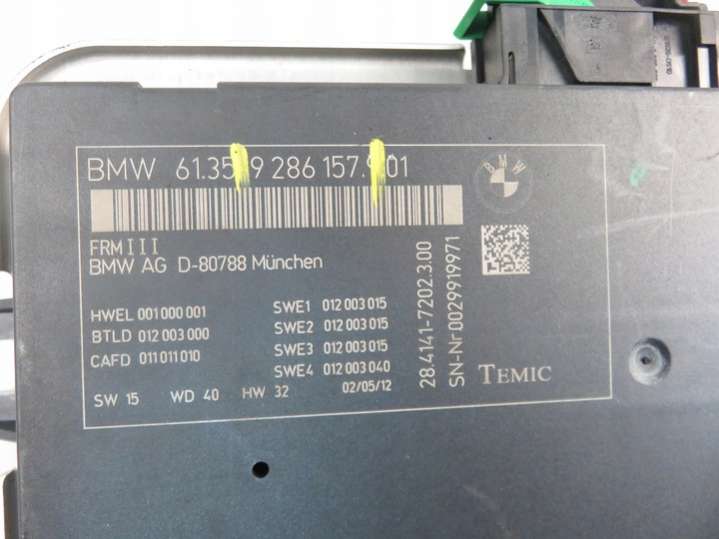 BMW 61.35 9 286 157. 01
BMW
FRM III
BMW AG D-80788 München
HWEL 001 000 001
BTLD 012 003 000
CAFD 011 011 010
SWE1 012 003 015
SWE2 012 003 015
SWE3 012 003 015
SWE4 012 003 040
SW 15 WD 40 HW 32 02/05/12
28.4141-7202.3.00
SN-Nr0029919971
TEMIC